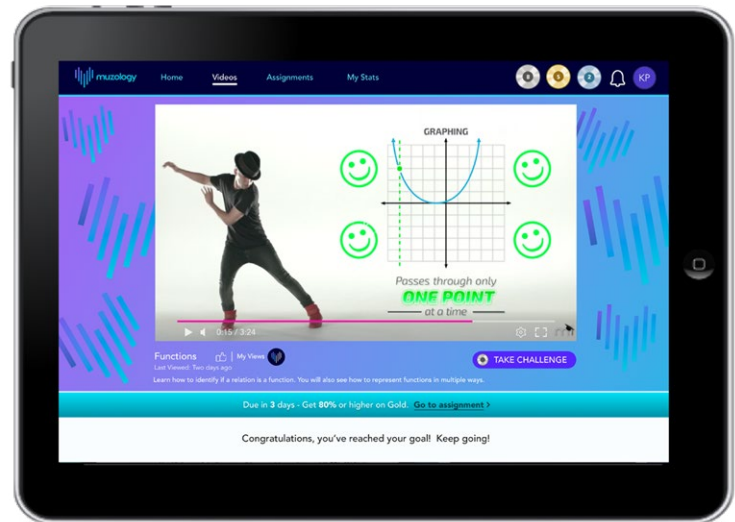 muzology
Home
Videos
Assignments
My Stats
KP
GRAPHING
Passes through only
ONE POINT
at a time
0:15 / 3:24
Functions
My Views
Last Viewed: Two days ago
TAKE CHALLENGE
Learn how to identify if a relation is a function. You will also see how to represent functions in multiple ways.
Due in 3 days - Get 80% or higher on Gold. Go to assignment >
Congratulations, you've reached your goal! Keep going!